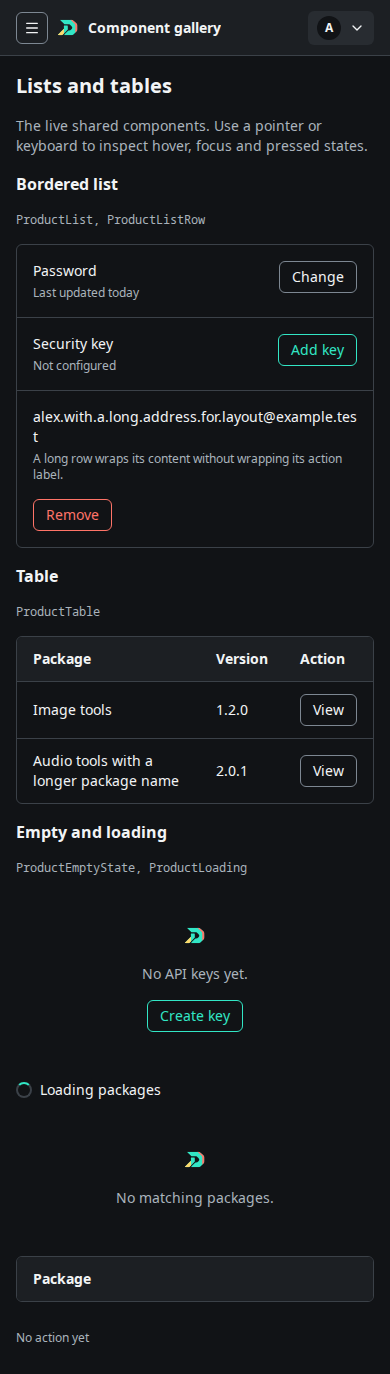 Component gallery
A
Lists and tables
The live shared components. Use a pointer or
keyboard to inspect hover, focus and pressed states.
Bordered list
ProductList, ProductListRow
Password
Change
Last updated today
Security key
Add key
Not configured
alex.with.a.long.address.for.layout@example.tes
t
A long row wraps its content without wrapping its action
label.
Remove
Table
ProductTable
Package Version Action
Image tools 1.2.0 View
Audio tools with a
longer package name 2.0.1 View
Empty and loading
ProductEmptyState, ProductLoading
No API keys yet.
Create key
Loading packages
No matching packages.
Package
No action yet